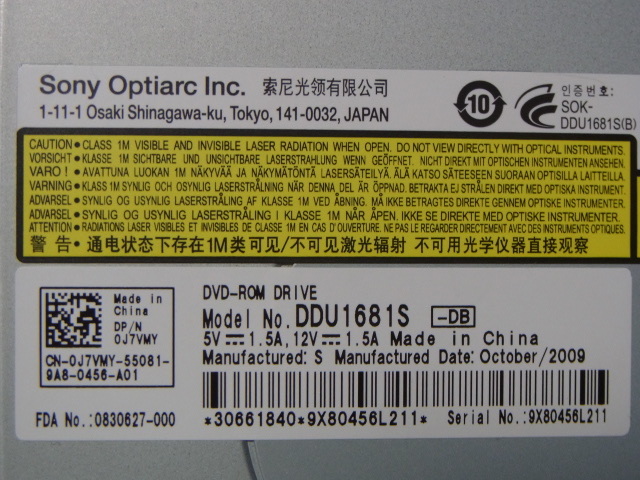 Sony Optiarc Inc. 索尼光领有限公司
1-11-1 Osaki Shinagawa-ku, Tokyo, 141-0032, JAPAN
10
인증번호:
SOK-
DDU1681S(B)
CAUTION • CLASS 1M VISIBLE AND INVISIBLE LASER RADIATION WHEN OPEN. DO NOT VIEW DIRECTLY WITH OPTICAL INSTRUMENTS.
VORSICHT • KLASSE 1M SICHTBARE UND UNSICHTBARE LASERSTRAHLUNG WENN GEÖFFNET. NICHT DIREKT MIT OPTISCHEN INSTRUMENTEN ANSEHEN.
VARO! • AVATTUNA LUOKAN 1M NÄKYVÄÄ JA NÄKYMÄTÖNTÄ LASERSÄTEILYÄ ÄLÄ KATSO SÄTEESEEN SUORAAN OPTISILLA LAITTEILLA.
VARNING • KLASS 1M SYNLIG OCH OSYNLIG LASERSTRÅLNING NÄR DENNA DEL ÄR ÖPPNAD. BETRAKTA EJ STRÅLEN DIREKT MED OPTISKA INSTRUMENT.
ADVARSEL • SYNLIG OG USYNLIG LASERSTRÅLING AF KLASSE 1M VED ÅBNING. MÅ IKKE BETRAGTES DIREKTE GENNEM OPTISKE INSTRUMENTER.
ADVARSEL • SYNLIG OG USYNLIG LASERSTRÅLING I KLASSE 1M NÅR ÅPEN. IKKE SE DIREKTE MED OPTISKE INSTRUMENTER.
ATTENTION • RADIATIONS LASER VISIBLES ET INVISIBLES DE CLASSE 1M EN CAS D'OUVERTURE. NE PAS LE REGARDER DIRECTEMENT AVEC DES INSTRUMENTS OPTIQUES.
警告 • 通电状态下存在1M类可见/不可见激光辐射 不可用光学仪器直接观察
Made in
China
DP/N
0J7VMY
CN-0J7VMY-55081-
9A8-0456-A01
FDA No.:0830627-000
DVD-ROM DRIVE
Model No. DDU1681S -DB
5V ⎓ 1.5A, 12V ⎓ 1.5A Made in China
Manufactured: S Manufactured Date: October/2009
*30661840*9X80456L211* Serial No.:9X80456L211